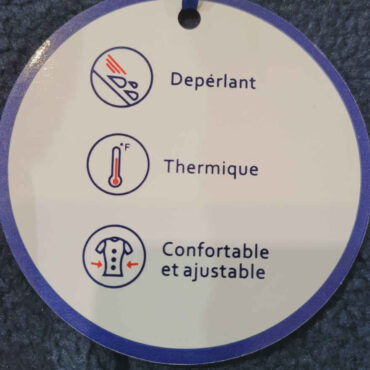 Depérlant
°F
Thermique
Confortable
et ajustable